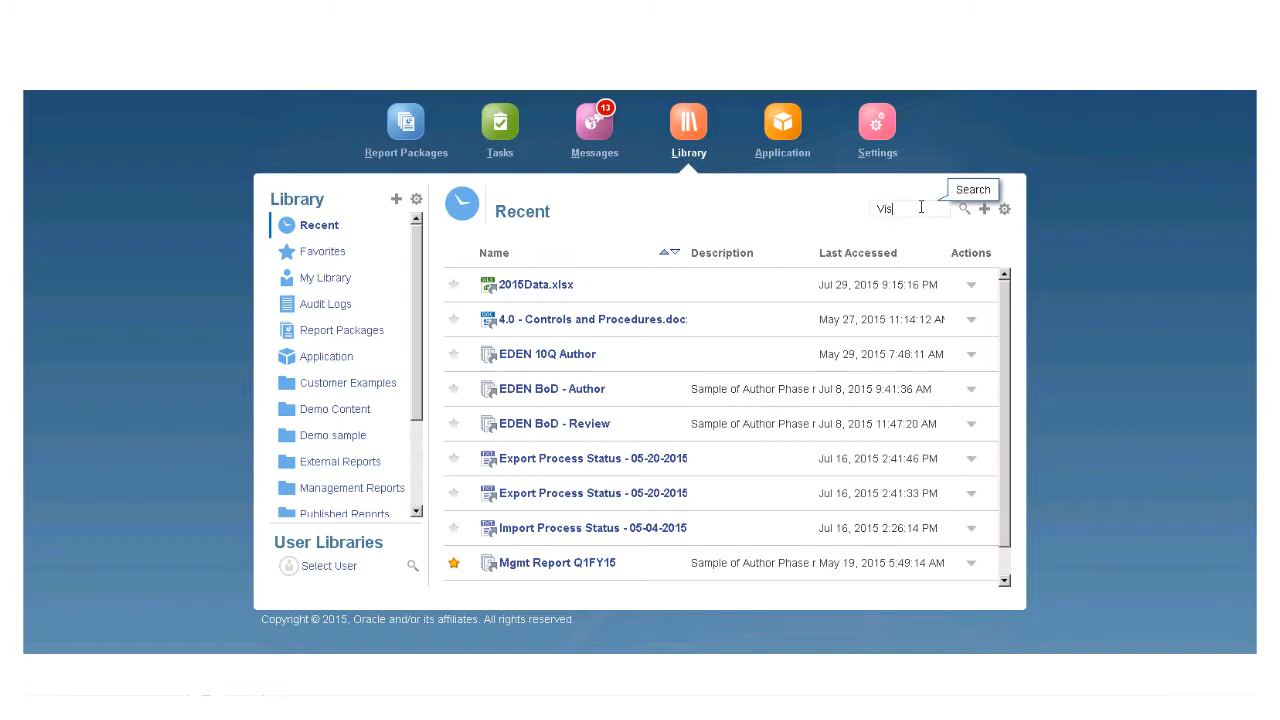 13
Report Packages
Tasks
Messages
Library
Application
Settings
Library
Recent
Favorites
My Library
Audit Logs
Report Packages
Application
Customer Examples
Demo Content
Demo sample
External Reports
Management Reports
Published Reports
User Libraries
Select User
Recent
Search
Vis
Name Description Last Accessed Actions
2015Data.xlsx Jul 29, 2015 9:15:16 PM
4.0 - Controls and Procedures.doc May 27, 2015 11:14:12 AM
EDEN 10Q Author May 29, 2015 7:48:11 AM
EDEN BoD - Author Sample of Author Phase r Jul 8, 2015 9:41:36 AM
EDEN BoD - Review Sample of Author Phase r Jul 8, 2015 11:47:20 AM
Export Process Status - 05-20-2015 Jul 16, 2015 2:41:46 PM
Export Process Status - 05-20-2015 Jul 16, 2015 2:41:33 PM
Import Process Status - 05-04-2015 Jul 16, 2015 2:26:14 PM
Mgmt Report Q1FY15 Sample of Author Phase r May 19, 2015 5:49:14 AM
Copyright © 2015, Oracle and/or its affiliates. All rights reserved.